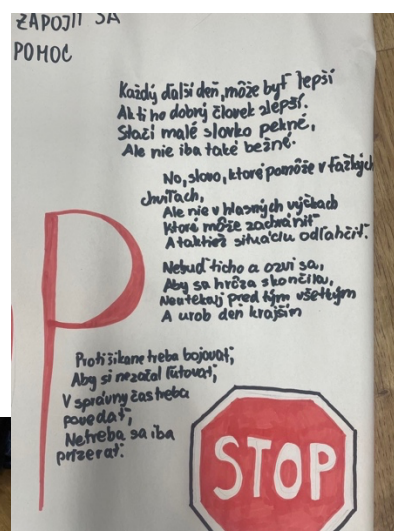 ZAPOJIŤ SA
POMOC
Každý ďalší deň, môže byť lepší
Ak ti ho dobrý človek zlepší.
Stačí malé slovko pekné,
Ale nie iba také bežné.
No, slovo, ktoré pomôže v ťažkých
chvíľach,
Ale nie v hlasných výčkach
Ktoré môže zachrániť
A taktiež situáciu odľahčiť.
Nebuď ticho a ozvi sa,
Aby sa hrôza skončila,
Neutekaj pred tým všetkým
A urob deň krajším
P
Proti šikane treba bojovať,
Aby si nezačal ľutovať,
V správny čas treba
povedať,
Netreba sa iba
prizerať.
STOP